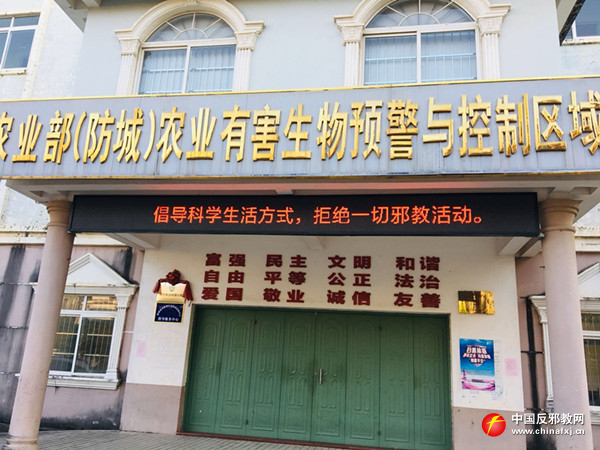 农业部(防城)农业有害生物预警与控制区域
倡导科学生活方式，拒绝一切邪教活动。
富强 民主 文明 和谐
自由 平等 公正 法治
爱国 敬业 诚信 友善
中国反邪教网
www.chinafxj.cn